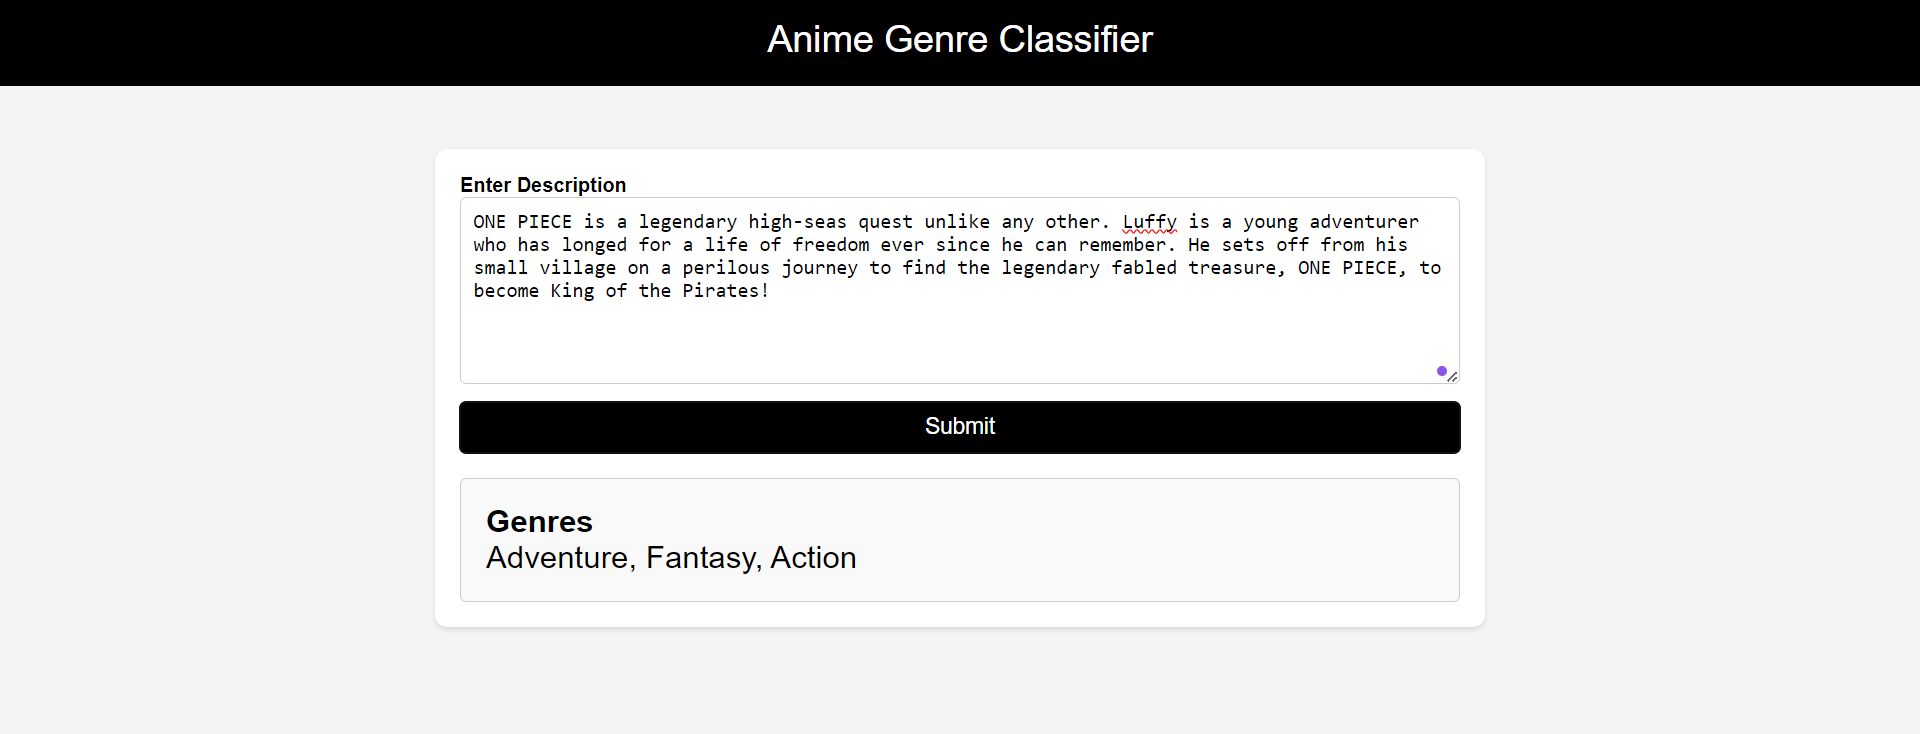 Anime Genre Classifier
Enter Description
ONE PIECE is a legendary high-seas quest unlike any other. Luffy is a young adventurer
who has longed for a life of freedom ever since he can remember. He sets off from his
small village on a perilous journey to find the legendary fabled treasure, ONE PIECE, to
become King of the Pirates!
Submit
Genres
Adventure, Fantasy, Action